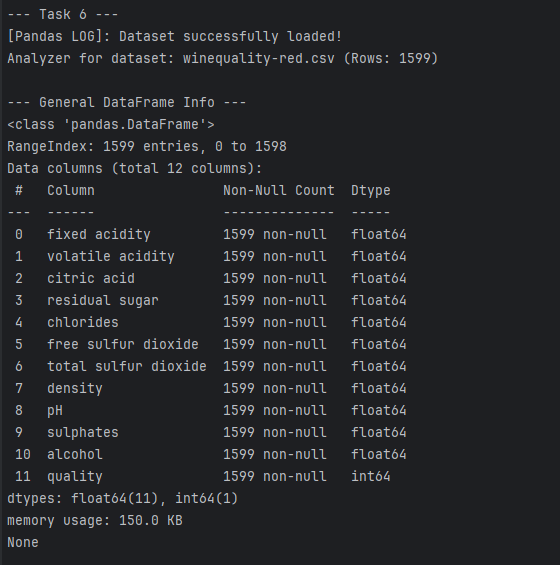 --- Task 6 ---
[Pandas LOG]: Dataset successfully loaded!
Analyzer for dataset: winequality-red.csv (Rows: 1599)
--- General DataFrame Info ---
<class 'pandas.DataFrame'>
RangeIndex: 1599 entries, 0 to 1598
Data columns (total 12 columns):
 #   Column                Non-Null Count  Dtype
---  ------                --------------  -----
 0   fixed acidity         1599 non-null   float64
 1   volatile acidity      1599 non-null   float64
 2   citric acid           1599 non-null   float64
 3   residual sugar        1599 non-null   float64
 4   chlorides             1599 non-null   float64
 5   free sulfur dioxide   1599 non-null   float64
 6   total sulfur dioxide  1599 non-null   float64
 7   density               1599 non-null   float64
 8   pH                    1599 non-null   float64
 9   sulphates             1599 non-null   float64
 10  alcohol               1599 non-null   float64
 11  quality               1599 non-null   int64
dtypes: float64(11), int64(1)
memory usage: 150.0 KB
None